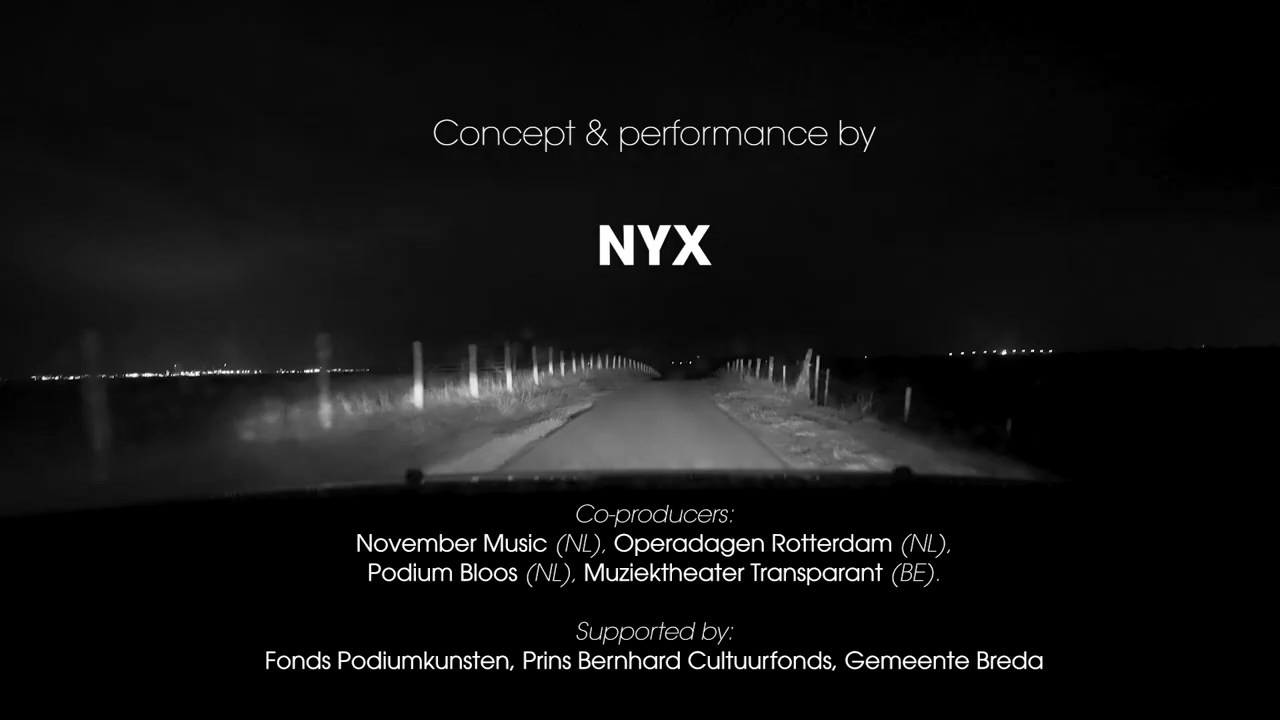 Concept & performance by
NYX
Co-producers:
November Music (NL), Operadagen Rotterdam (NL),
Podium Bloos (NL), Muziektheater Transparant (BE).
Supported by:
Fonds Podiumkunsten, Prins Bernhard Cultuurfonds, Gemeente Breda